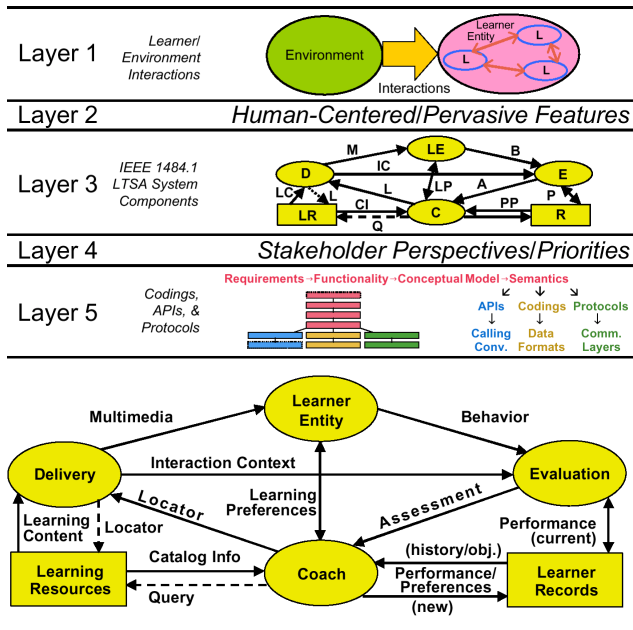 Layer 1
Learner/
Environment
Interactions
Environment
Interactions
Learner
Entity
L
L
L
Layer 2
Human-Centered/Pervasive Features
Layer 3
IEEE 1484.1
LTSA System
Components
M
LE
B
D
IC
E
LC
L
L
LP
A
P
LR
CI
Q
C
PP
R
Layer 4
Stakeholder Perspectives/Priorities
Layer 5
Codings,
APIs, &
Protocols
Requirements→Functionality→Conceptual Model→Semantics
APIs Codings Protocols
Calling Data Comm.
Conv. Formats Layers
Multimedia
Learner
Entity
Behavior
Delivery
Interaction Context
Evaluation
Learning
Content
Locator
Locator
Learning
Preferences
Assessment
Performance
(current)
Learning
Resources
Catalog Info
Query
Coach
(history/obj.)
Performance/
Preferences
(new)
Learner
Records